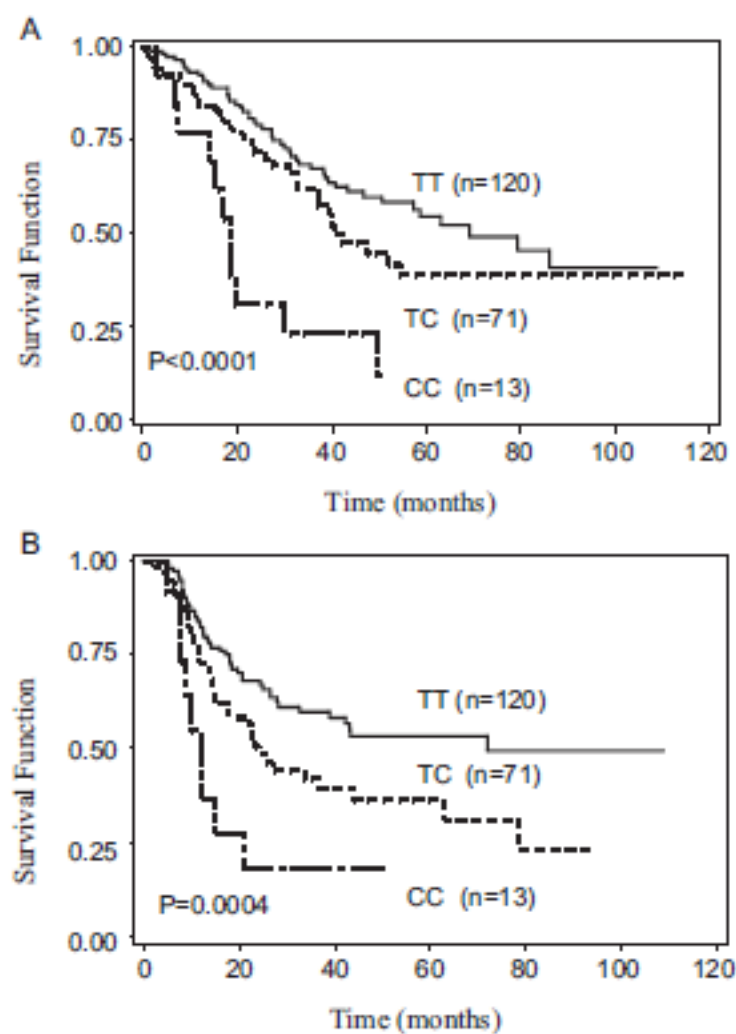 A
1.00
0.75
0.50
0.25
0.00
Survival Function
TT (n=120)
TC (n=71)
CC (n=13)
P<0.0001
0 20 40 60 80 100 120
Time (months)
B
1.00
0.75
0.50
0.25
0.00
Survival Function
TT (n=120)
TC (n=71)
CC (n=13)
P=0.0004
0 20 40 60 80 100 120
Time (months)